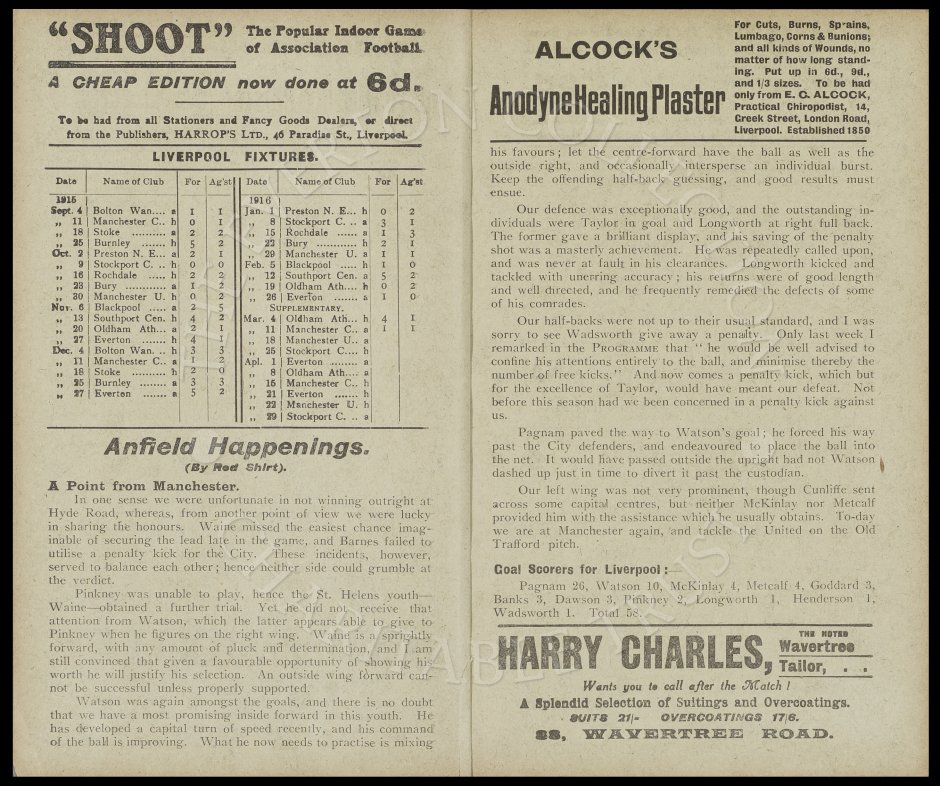 "SHOOT" The Popular Indoor Game
of Association Football.
A CHEAP EDITION now done at 6d.
To be had from all Stationers and Fancy Goods Dealers, or direct
from the Publishers, HARROP'S LTD., 46 Paradise St., Liverpool.
LIVERPOOL FIXTURES.
Date Name of Club For Ag'st
1915
Sept. 4 Bolton Wan.... a 1 1
„ 11 Manchester C.. h 0 1
„ 18 Stoke .......... a 2 2
„ 25 Burnley ....... h 5 2
Oct. 2 Preston N. E... a 2 1
„ 9 Stockport C. .. h 0 0
„ 16 Rochdale ..... h 2 2
„ 23 Bury ........... a 1 2
„ 30 Manchester U. h 0 2
Nov. 6 Blackpool ..... a 2 5
„ 13 Southport Cen. h 4 2
„ 20 Oldham Ath... a 2 1
„ 27 Everton ....... h 4 1
Dec. 4 Bolton Wan. .. h 3 3
„ 11 Manchester C.. a 1 2
„ 18 Stoke .......... h 2 0
„ 25 Burnley ........ a 3 3
„ 27 Everton ....... a 5 2
Date Name of Club For Ag'st
1916
Jan. 1 Preston N. E... h 0 2
„ 8 Stockport C. .. a 3 1
„ 15 Rochdale ..... a 1 3
„ 22 Bury ............ h 2 1
„ 29 Manchester U. a 1 1
Feb. 5 Blackpool ..... h 1 0
„ 12 Southport Cen. a 5 2
„ 19 Oldham Ath.... h 0 2
„ 26 Everton ....... a 1 0
SUPPLEMENTARY.
Mar. 4 Oldham Ath... h 4 1
„ 11 Manchester C.. a 1 1
„ 18 Manchester U.. a
„ 25 Stockport C.... h
Apl. 1 Everton ........ a
„ 8 Oldham Ath.... a
„ 15 Manchester C.. h
„ 21 Everton ....... h
„ 22 Manchester U. h
„ 29 Stockport C. .. a
Anfield Happenings.
(By Red Shirt).
A Point from Manchester.
In one sense we were unfortunate in not winning outright at
Hyde Road, whereas, from another point of view we were lucky
in sharing the honours. Waine missed the easiest chance imag-
inable of securing the lead late in the game, and Barnes failed to
utilise a penalty kick for the City. These incidents, however,
served to balance each other; hence neither side could grumble at
the verdict.
Pinkney was unable to play, hence the St. Helens youth—
Waine—obtained a further trial. Yet he did not receive that
attention from Watson, which the latter appears able to give to
Pinkney when he figures on the right wing. Waine is a sprightly
forward, with any amount of pluck and determination, and I am
still convinced that given a favourable opportunity of showing his
worth he will justify his selection. An outside wing forward can-
not be successful unless properly supported.
Watson was again amongst the goals, and there is no doubt
that we have a most promising inside forward in this youth. He
has developed a capital turn of speed recently, and his command
of the ball is improving. What he now needs to practise is mixing
ALCOCK'S
Anodyne Healing Plaster
For Cuts, Burns, Sprains,
Lumbago, Corns & Bunions;
and all kinds of Wounds, no
matter of how long stand-
ing. Put up in 6d., 9d.,
and 1/3 sizes. To be had
only from E. C. ALCOCK,
Practical Chiropodist, 14,
Creek Street, London Road,
Liverpool. Established 1850
his favours; let the centre-forward have the ball as well as the
outside right, and occasionally intersperse an individual burst.
Keep the offending half-back guessing, and good results must
ensue.
Our defence was exceptionally good, and the outstanding in-
dividuals were Taylor in goal and Longworth at right full back.
The former gave a brilliant display, and his saving of the penalty
shot was a masterly achievement. He was repeatedly called upon,
and was never at fault in his clearances. Longworth kicked and
tackled with unerring accuracy; his returns were of good length
and well directed, and he frequently remedied the defects of some
of his comrades.
Our half-backs were not up to their usual standard, and I was
sorry to see Wadsworth give away a penalty. Only last week I
remarked in the PROGRAMME that "he would be well advised to
confine his attentions entirely to the ball, and minimise thereby the
number of free kicks." And now comes a penalty kick, which but
for the excellence of Taylor, would have meant our defeat. Not
before this season had we been concerned in a penalty kick against
us.
Pagnam paved the way to Watson's goal; he forced his way
past the City defenders, and endeavoured to place the ball into
the net. It would have passed outside the upright had not Watson
dashed up just in time to divert it past the custodian.
Our left wing was not very prominent, though Cunliffe sent
across some capital centres, but neither McKinlay nor Metcalf
provided him with the assistance which he usually obtains. To-day
we are at Manchester again, and tackle the United on the Old
Trafford pitch.
Goal Scorers for Liverpool:—
Pagnam 26, Watson 10, McKinlay 4, Metcalf 4, Goddard 3,
Banks 3, Dawson 3, Pinkney 2, Longworth 1, Henderson 1,
Wadsworth 1. Total 58.
HARRY CHARLES, THE NOTED Wavertree Tailor, . .
Wants you to call after the Match!
A Splendid Selection of Suitings and Overcoatings.
SUITS 21/- OVERCOATINGS 17/6.
88, WAVERTREE ROAD.